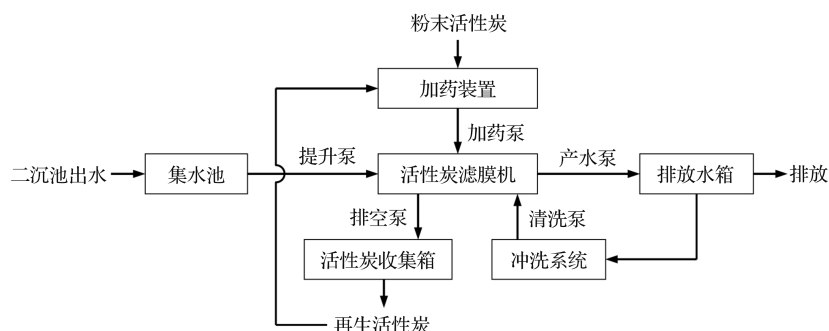 粉末活性炭
加药装置
加药泵
二沉池出水
集水池
提升泵
活性炭滤膜机
产水泵
排放水箱
排放
排空泵
清洗泵
活性炭收集箱
冲洗系统
再生活性炭